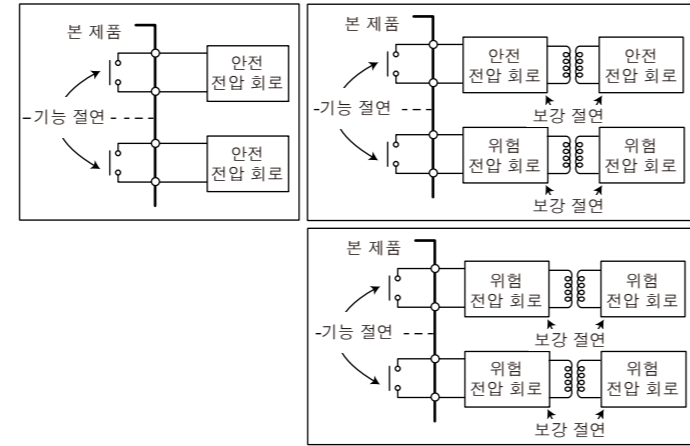 본 제품
안전
전압 회로
기능 절연
안전
전압 회로
본 제품
안전
전압 회로
안전
전압 회로
보강 절연
기능 절연
위험
전압 회로
위험
전압 회로
보강 절연
본 제품
위험
전압 회로
위험
전압 회로
보강 절연
기능 절연
위험
전압 회로
위험
전압 회로
보강 절연